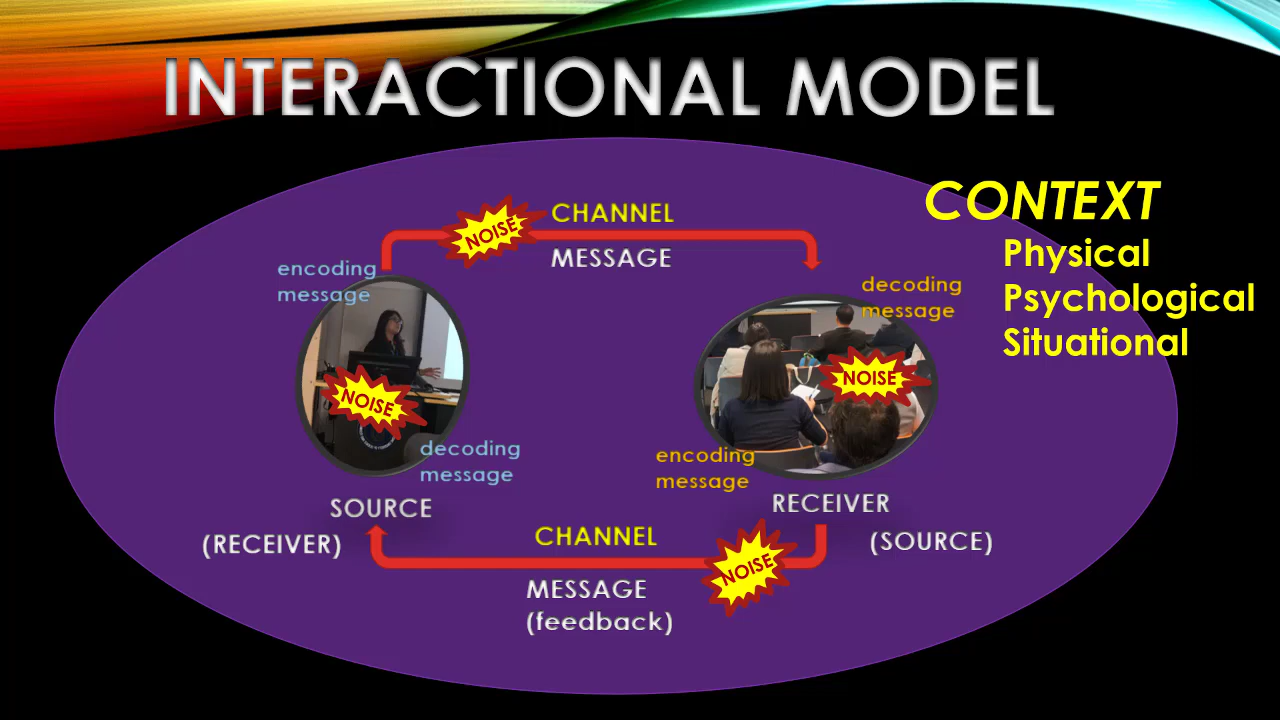 INTERACTIONAL MODEL
CONTEXT
Physical
Psychological
Situational
CHANNEL
NOISE
MESSAGE
encoding
message
decoding
message
NOISE
NOISE
decoding
message
encoding
message
SOURCE
(RECEIVER)
RECEIVER
(SOURCE)
CHANNEL
NOISE
MESSAGE
(feedback)